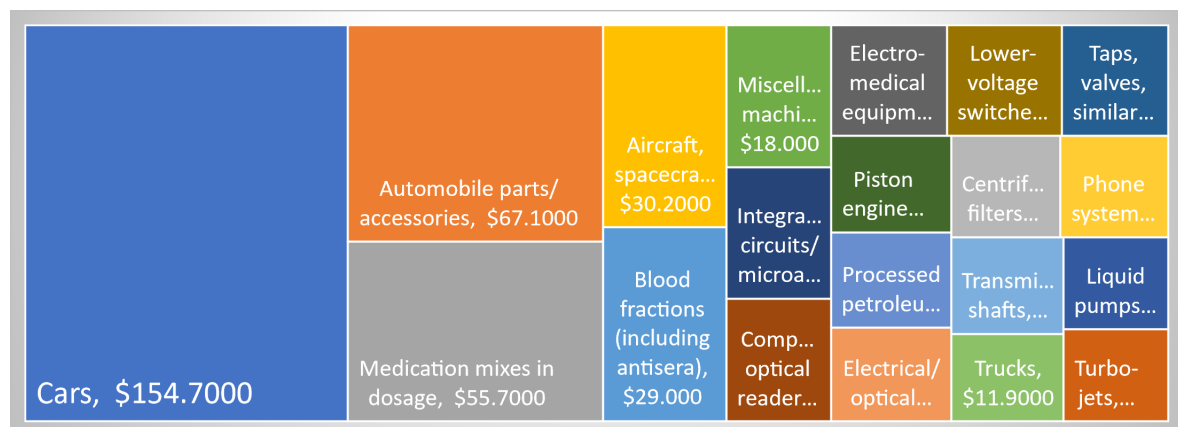 Cars, $154.7000
Automobile parts/
accessories, $67.1000
Medication mixes in
dosage, $55.7000
Aircraft,
spacecra...
$30.2000
Blood
fractions
(including
antisera),
$29.000
Miscell...
machi...
$18.000
Integra...
circuits/
microa...
Comp...
optical
reader...
Electro-
medical
equipm...
Lower-
voltage
switche...
Taps,
valves,
similar...
Piston
engine...
Centrif...
filters...
Phone
system...
Processed
petroleu...
Transmi...
shafts,...
Liquid
pumps...
Electrical/
optical...
Trucks,
$11.9000
Turbo-
jets,...